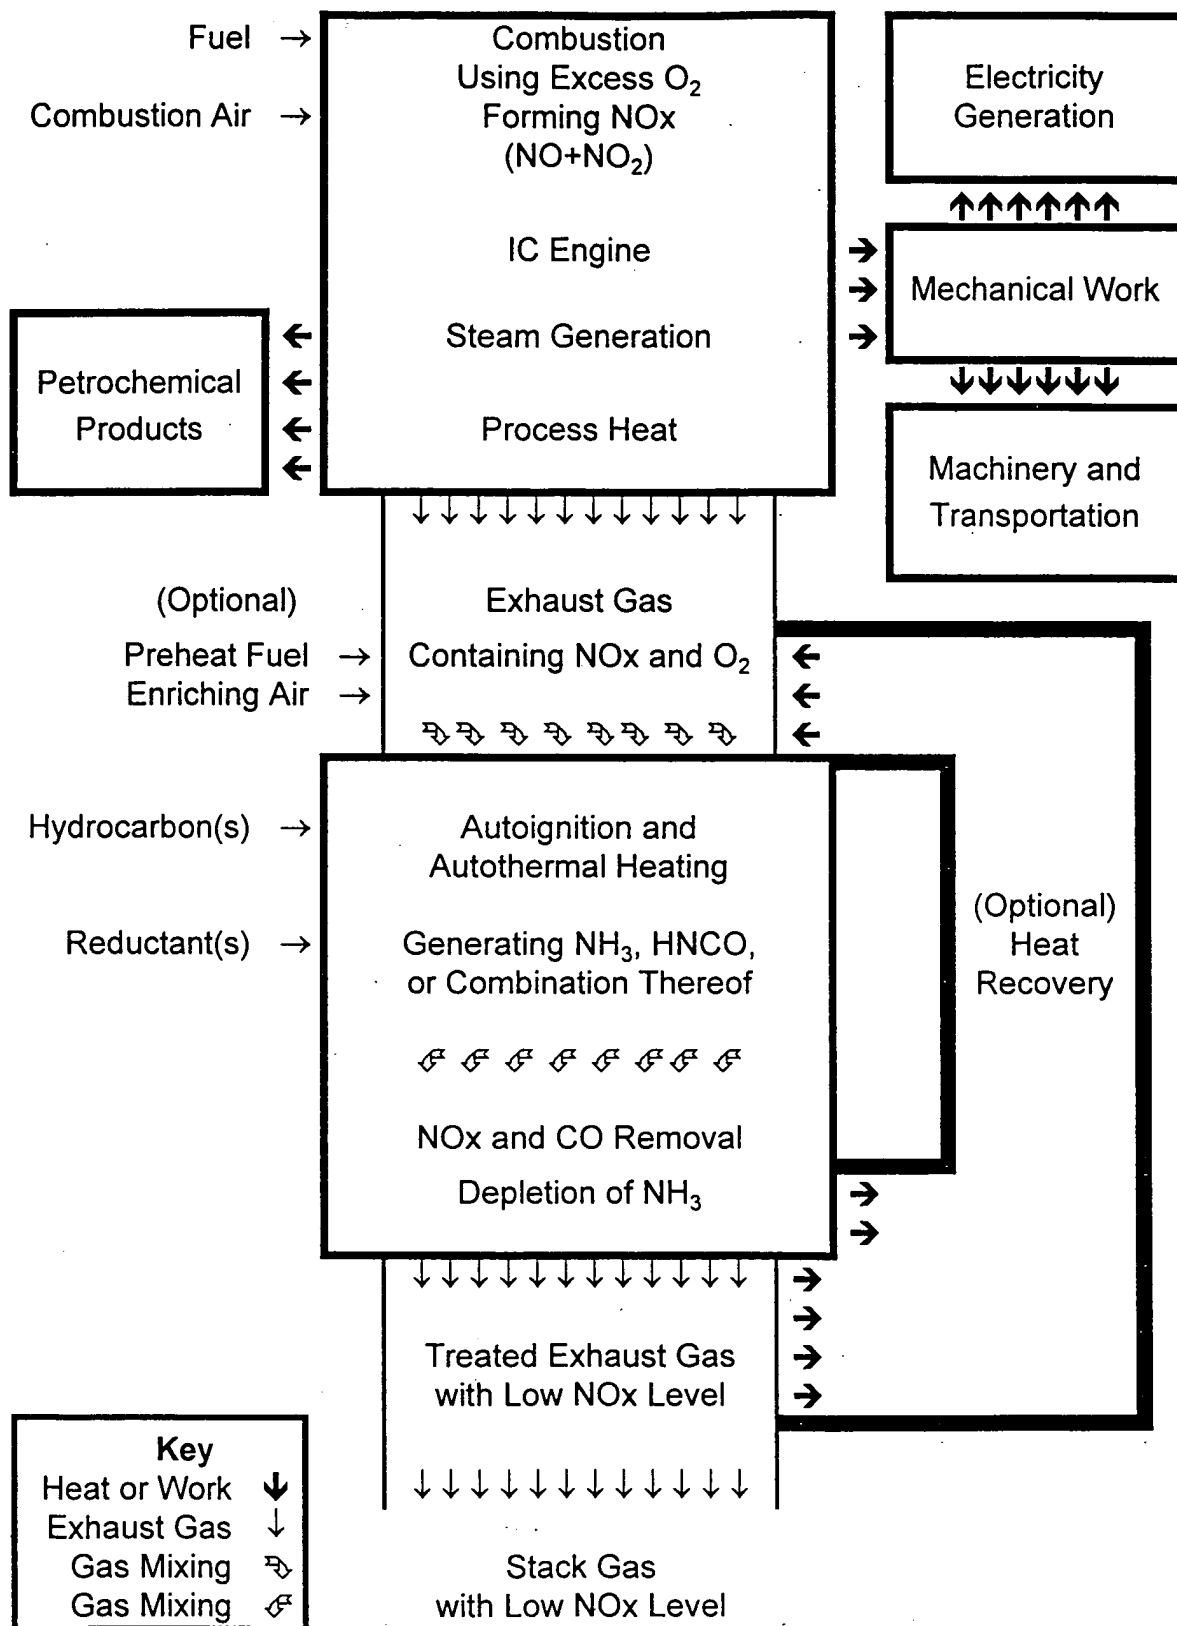 Fuel →
Combustion
Using Excess O₂
Combustion Air →
Forming NOx
(NO+NO₂)
IC Engine
Steam Generation
Process Heat
Electricity
Generation
Mechanical Work
Machinery and
Transportation
Petrochemical
Products
(Optional)
Preheat Fuel →
Enriching Air →
Exhaust Gas
Containing NOx and O₂
Hydrocarbon(s) →
Autoignition and
Autothermal Heating
Reductant(s) →
Generating NH₃, HNCO,
or Combination Thereof
NOx and CO Removal
Depletion of NH₃
(Optional)
Heat
Recovery
Treated Exhaust Gas
with Low NOx Level
Stack Gas
with Low NOx Level
Key
Heat or Work
Exhaust Gas
Gas Mixing
Gas Mixing